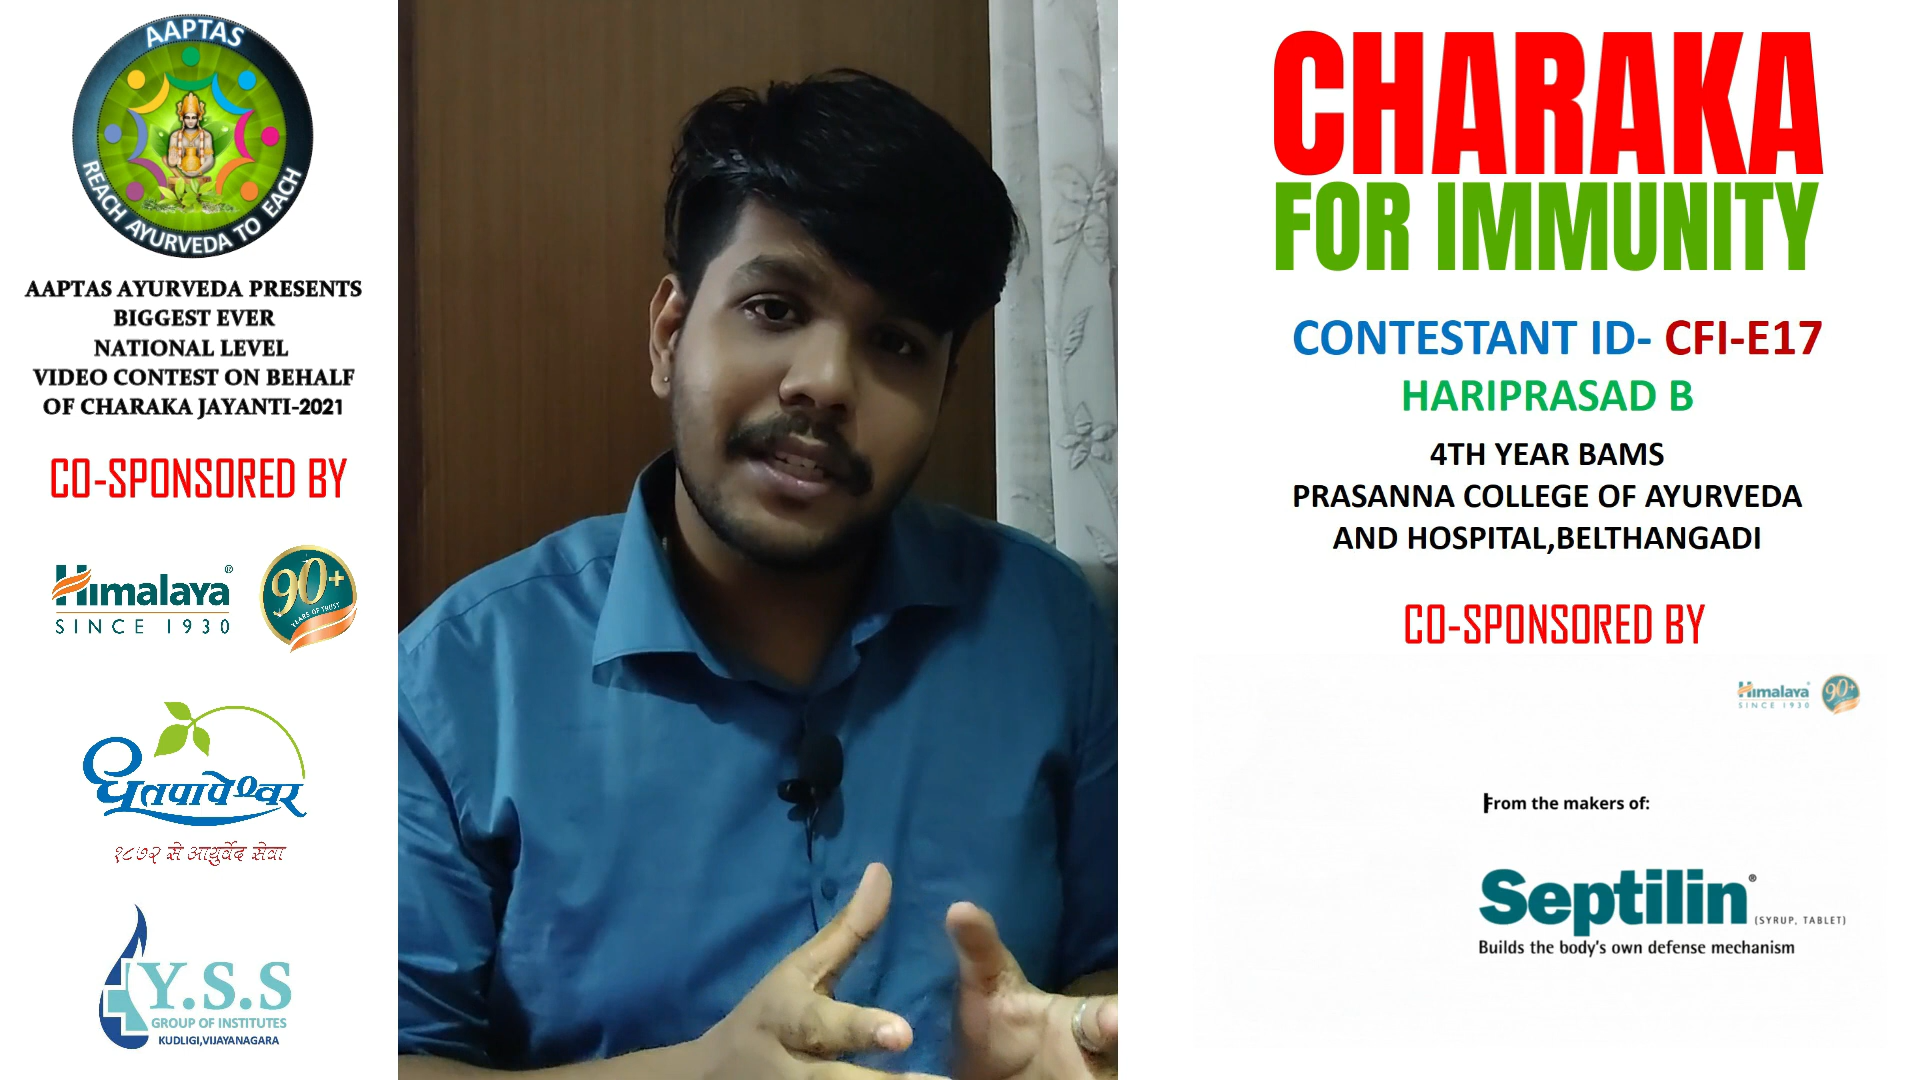 AAPTAS
REACH AYURVEDA TO EACH
AAPTAS AYURVEDA PRESENTS
BIGGEST EVER
NATIONAL LEVEL
VIDEO CONTEST ON BEHALF
OF CHARAKA JAYANTI-2021
CO-SPONSORED BY
Himalaya®
SINCE 1930
90+
YEARS OF TRUST
धूतपापेश्वर
१८७२ से आयुर्वेद सेवा
Y.S.S
GROUP OF INSTITUTES
KUDLIGI,VIJAYANAGARA
CHARAKA
FOR IMMUNITY
CONTESTANT ID- CFI-E17
HARIPRASAD B
4TH YEAR BAMS
PRASANNA COLLEGE OF AYURVEDA
AND HOSPITAL,BELTHANGADI
CO-SPONSORED BY
Himalaya
SINCE 1930
90+
From the makers of:
Septilin®
(SYRUP, TABLET)
Builds the body's own defense mechanism